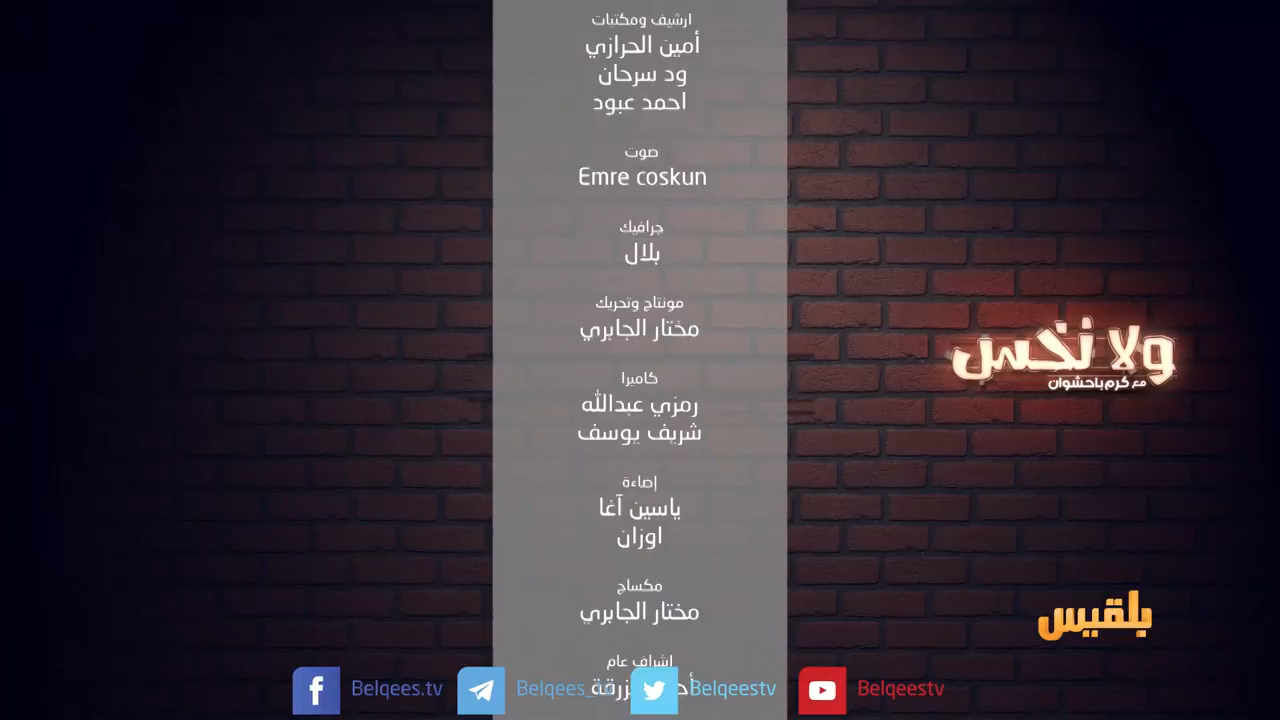 ارشيف ومكتبات
أمين الحرازي
ود سرحان
احمد عبود
صوت
Emre coskun
جرافيك
بلال
مونتاج وتحريك
مختار الجابري
كاميرا
رمزي عبدالله
شريف يوسف
إضاءة
ياسين آغا
اوزان
مكساج
مختار الجابري
إشراف عام
ولا نخس
مع كرم باحشوان
بلقيس
Belqees.tv
Belqees_tv
Belqeestv
Belqeestv